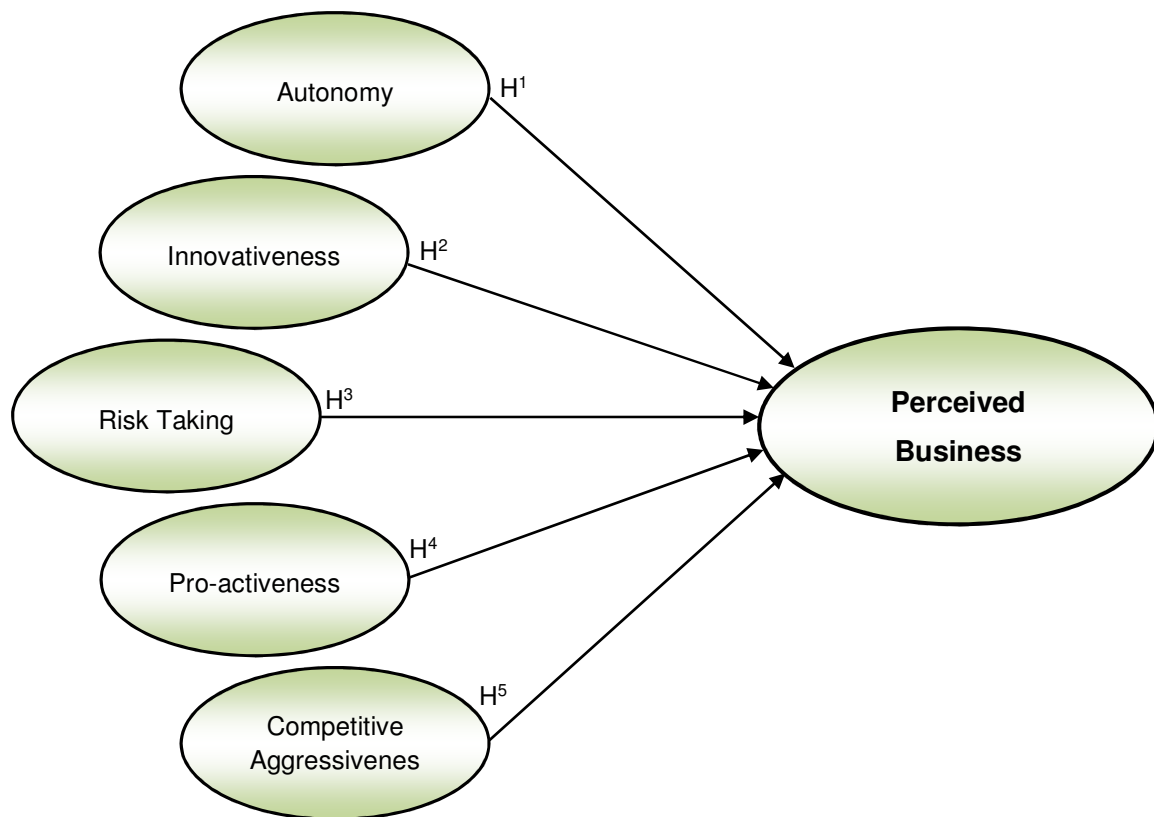 Autonomy
H¹
Innovativeness
H²
Risk Taking
H³
Pro-activeness
H⁴
Competitive
Aggressivenes
H⁵
Perceived
Business